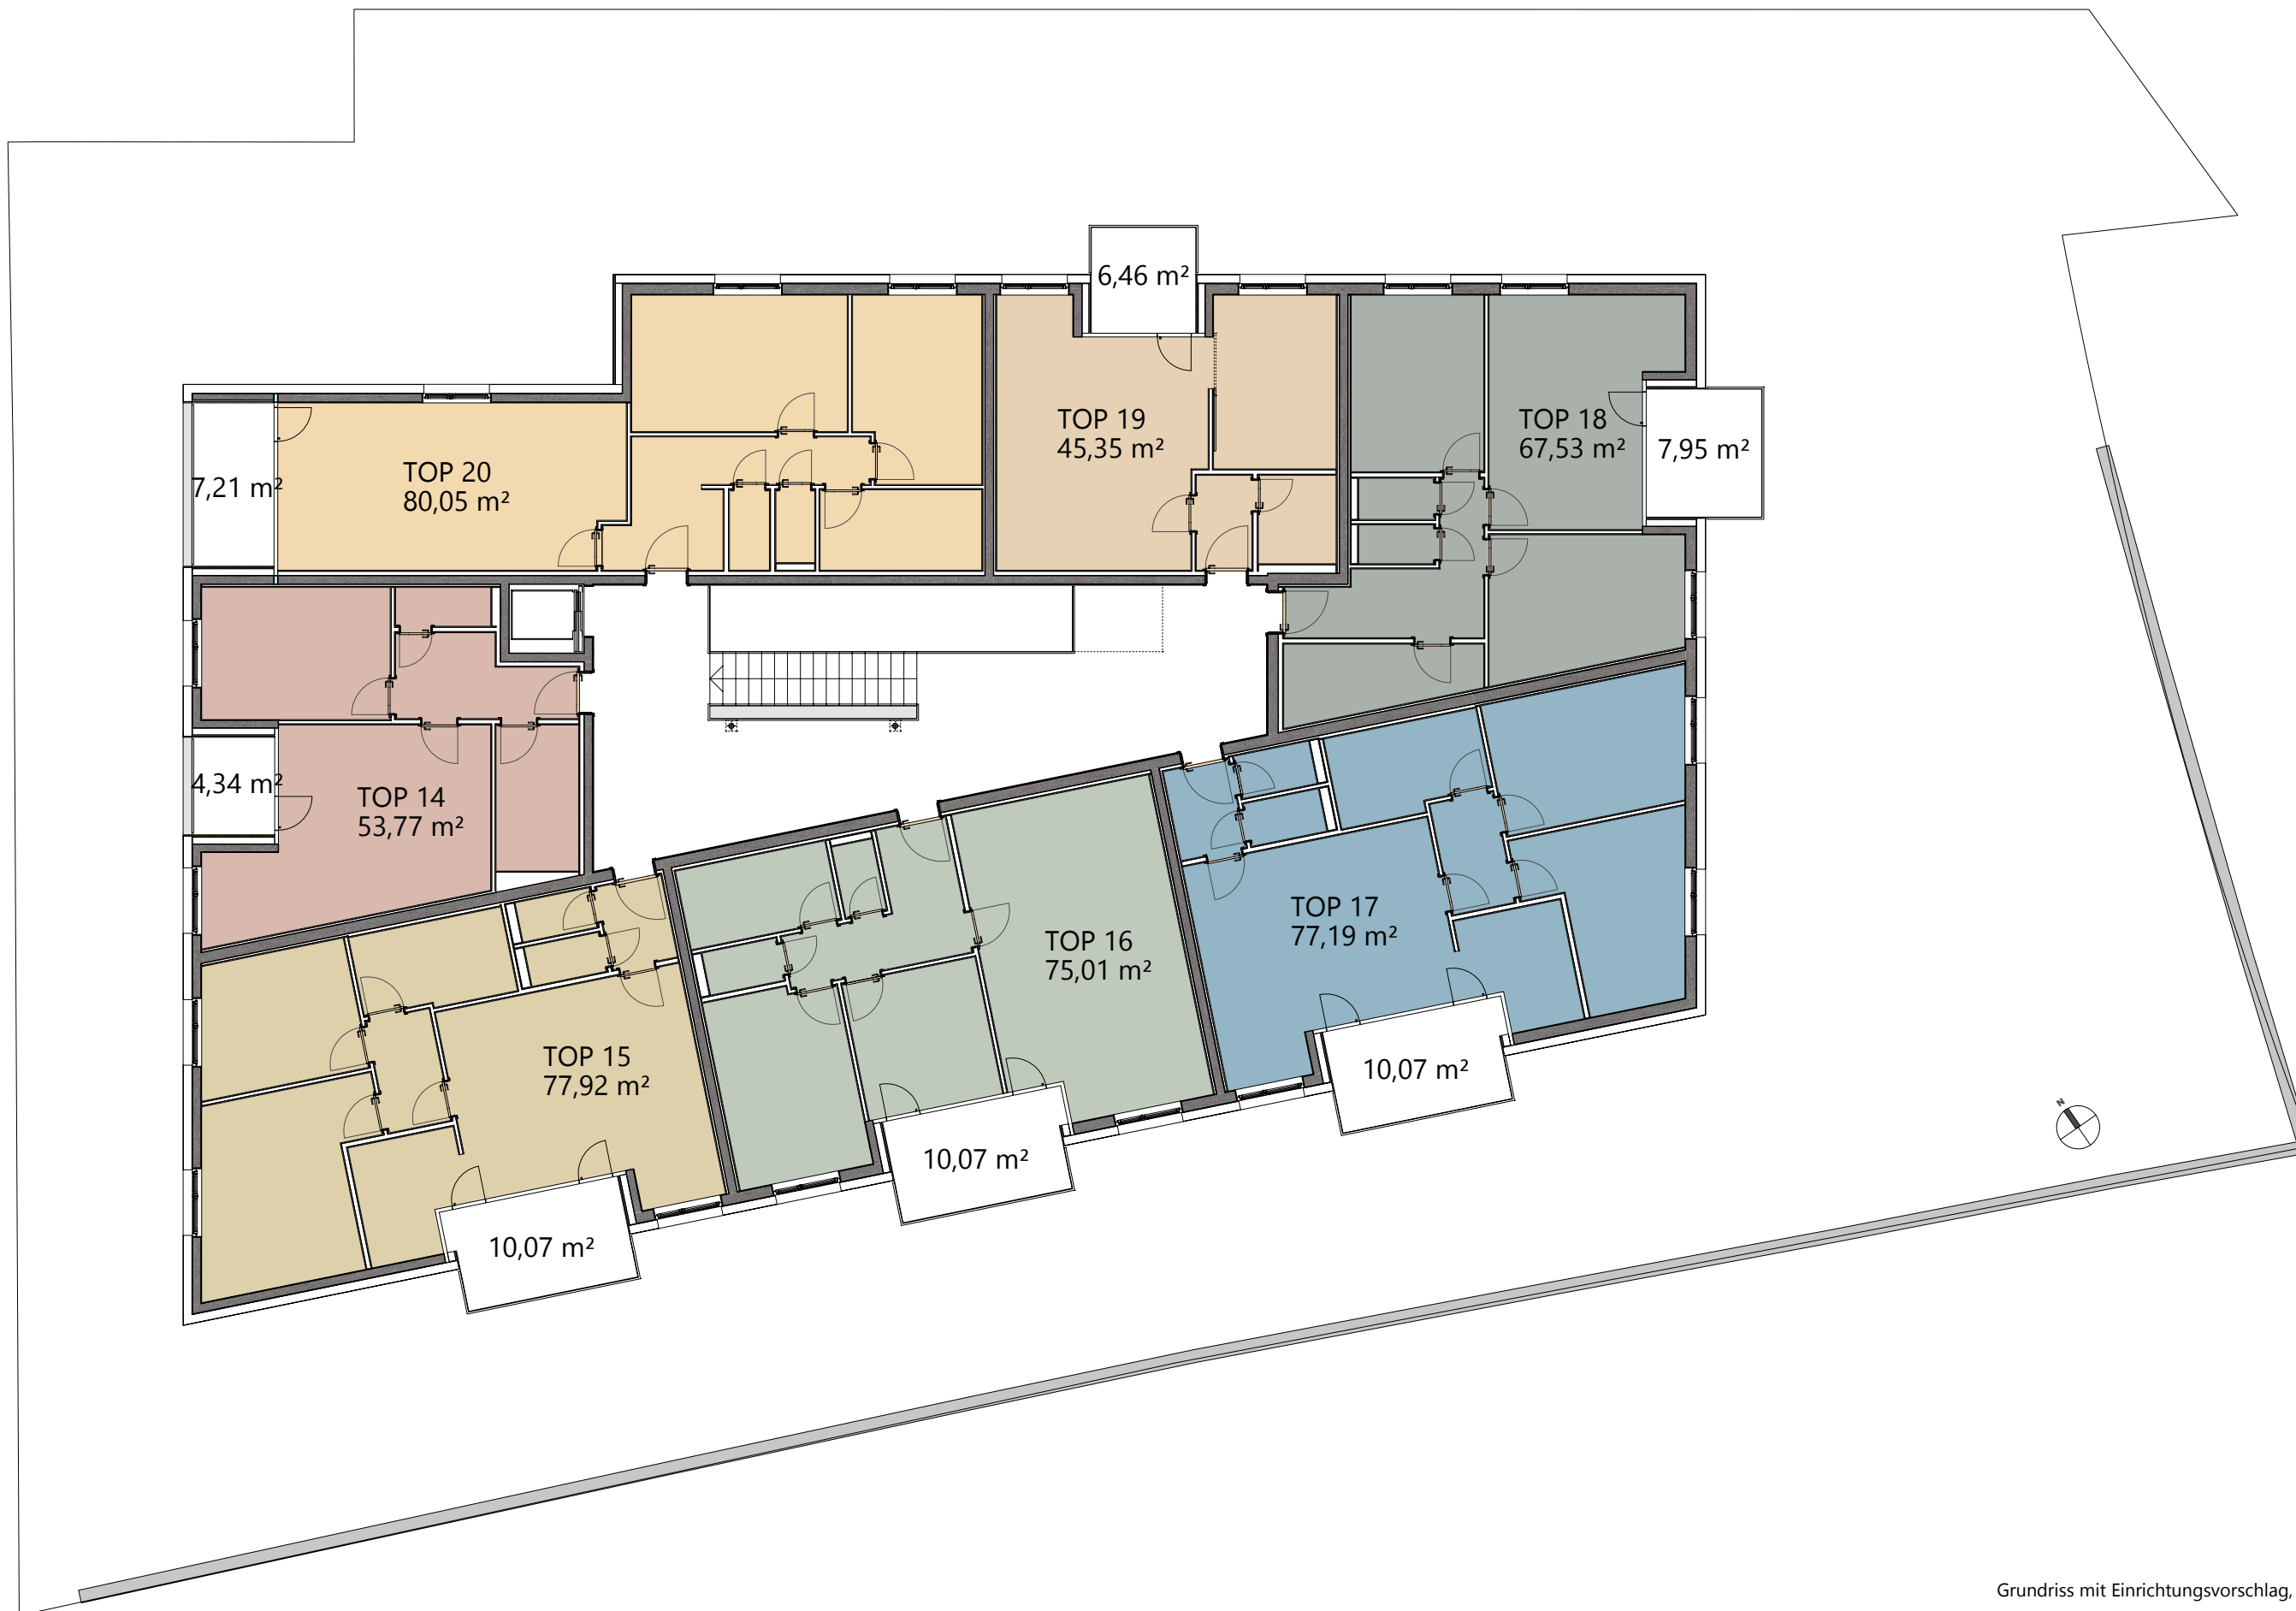 6,46 m²
TOP 19
45,35 m²
TOP 18
67,53 m²
7,95 m²
TOP 20
80,05 m²
7,21 m²
4,34 m²
TOP 14
53,77 m²
TOP 17
77,19 m²
TOP 16
75,01 m²
TOP 15
77,92 m²
10,07 m²
10,07 m²
10,07 m²
N
Grundriss mit Einrichtungsvorschlag,